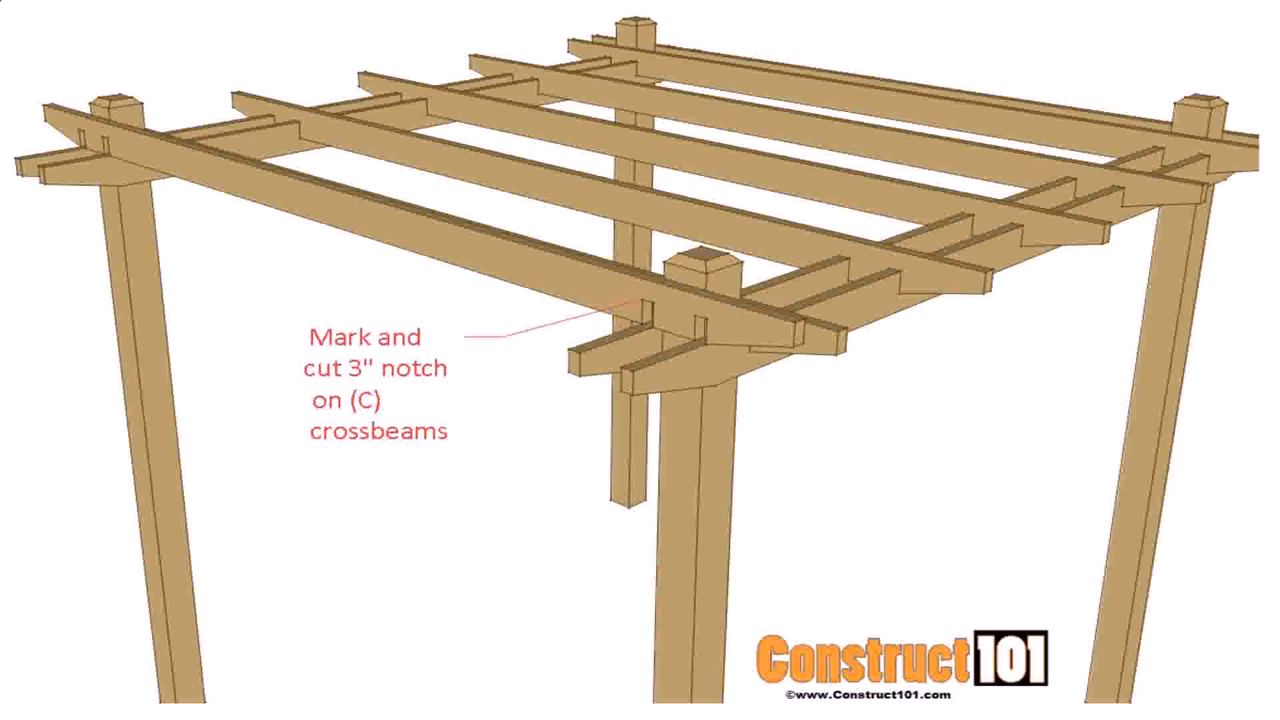 Mark and
cut 3" notch
on (C)
crossbeams
Construct101
©www.Construct101.com